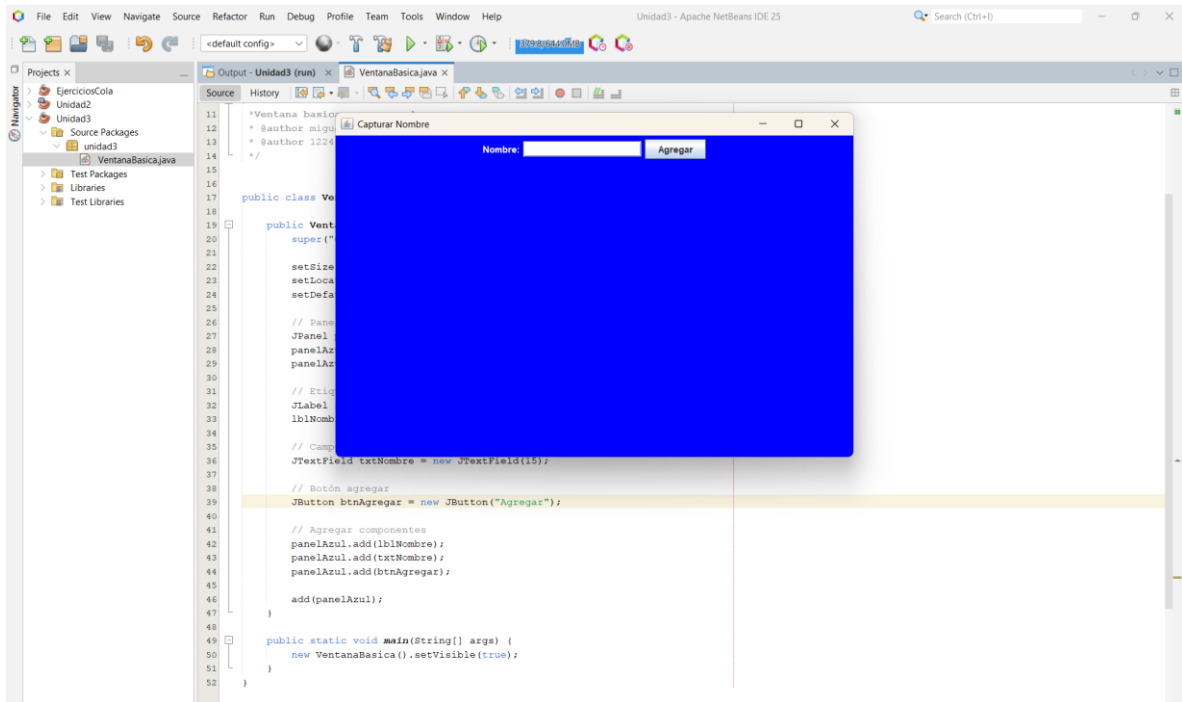 File Edit View Navigate Source Refactor Run Debug Profile Team Tools Window Help
Unidad3 - Apache NetBeans IDE 25
Search (Ctrl+I)
<default config>
Projects
Output - Unidad3 (run)
VentanaBasica.java
Navigator
EjerciciosCola
Unidad2
Unidad3
Source Packages
unidad3
VentanaBasica.java
Test Packages
Libraries
Test Libraries
Source History
Capturar Nombre
Nombre:
Agregar
11 *Ventana basic
12 * @author migu
13 * @author 1224
14 */
15
16
17 public class Ve
18
19 public Vent
20 super("
21
22 setSize
23 setLoca
24 setDefa
25
26 // Pane
27 JPanel
28 panelAz
29 panelAz
30
31 // Etiq
32 JLabel
33 lblNomb
34
35 // Camp
36 JTextField txtNombre = new JTextField(15);
37
38 // Botón agregar
39 JButton btnAgregar = new JButton("Agregar");
40
41 // Agregar componentes
42 panelAzul.add(lblNombre);
43 panelAzul.add(txtNombre);
44 panelAzul.add(btnAgregar);
45
46 add(panelAzul);
47 }
48
49 public static void main(String[] args) {
50 new VentanaBasica().setVisible(true);
51 }
52 }